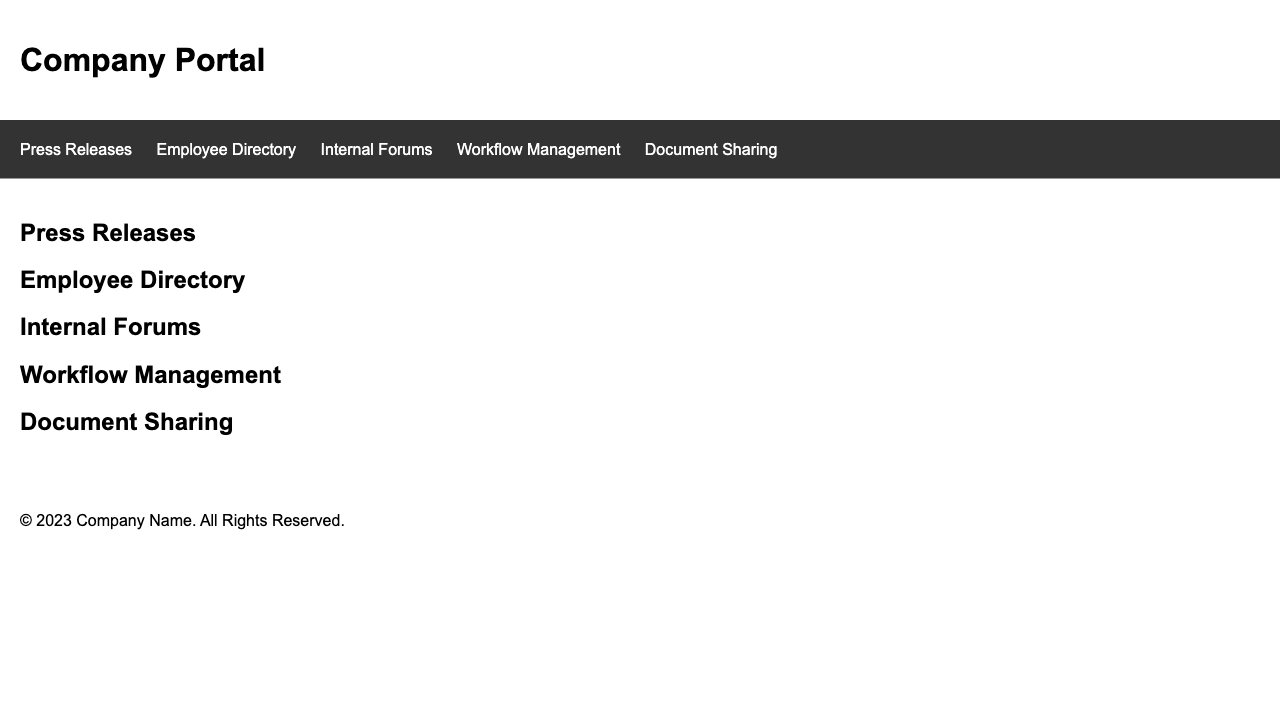 Company Portal
Press Releases Employee Directory Internal Forums Workflow Management Document Sharing
Press Releases
Employee Directory
Internal Forums
Workflow Management
Document Sharing
© 2023 Company Name. All Rights Reserved.